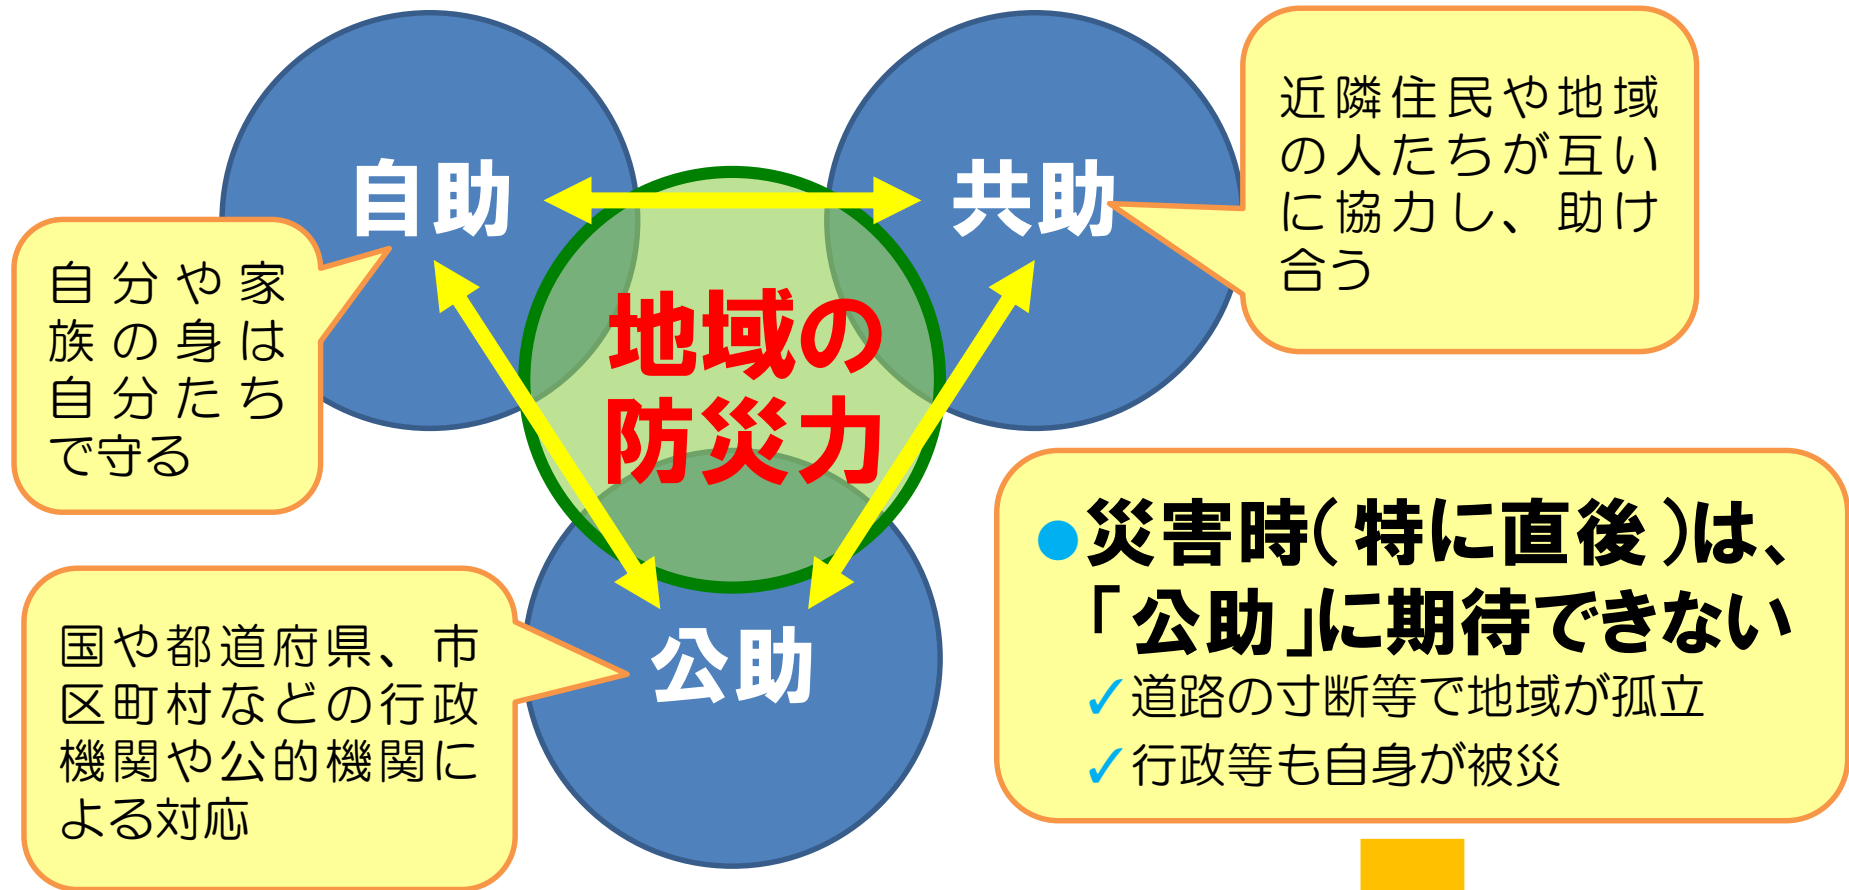 自助
共助
近隣住民や地域
の人たちが互い
に協力し、助け
合う
自分や家
族の身は
自分たち
で守る
地域の
防災力
●災害時(特に直後)は、
「公助」に期待できない
✓道路の寸断等で地域が孤立
✓行政等も自身が被災
国や都道府県、市
区町村などの行政
機関や公的機関に
よる対応
公助